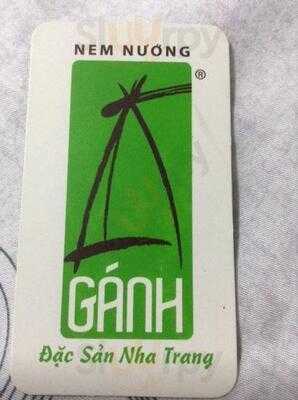 NEM NƯỚNG
®
GÁNH
Đặc Sản Nha Trang